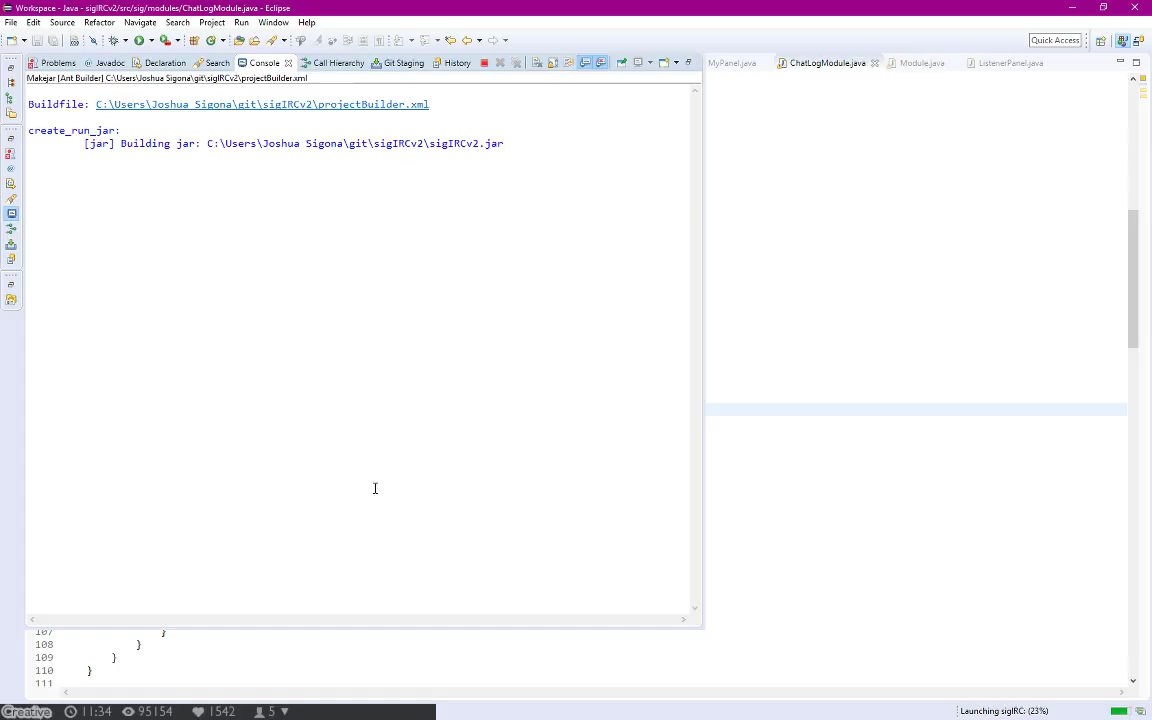 Workspace - Java - sigIRCv2/src/sig/modules/ChatLogModule.java - Eclipse
File Edit Source Refactor Navigate Search Project Run Window Help
Quick Access
Problems Javadoc Declaration Search Console Call Hierarchy Git Staging History MyPanel.java ChatLogModule.java Module.java ListenerPanel.java
Makejar [Ant Builder] C:\Users\Joshua Sigona\git\sigIRCv2\projectBuilder.xml
Buildfile: C:\Users\Joshua Sigona\git\sigIRCv2\projectBuilder.xml
create_run_jar:
[jar] Building jar: C:\Users\Joshua Sigona\git\sigIRCv2\sigIRCv2.jar
107 }
108 }
109 }
110 }
111
Creative 11:34 95154 1542 5 Launching sigIRC: (23%)